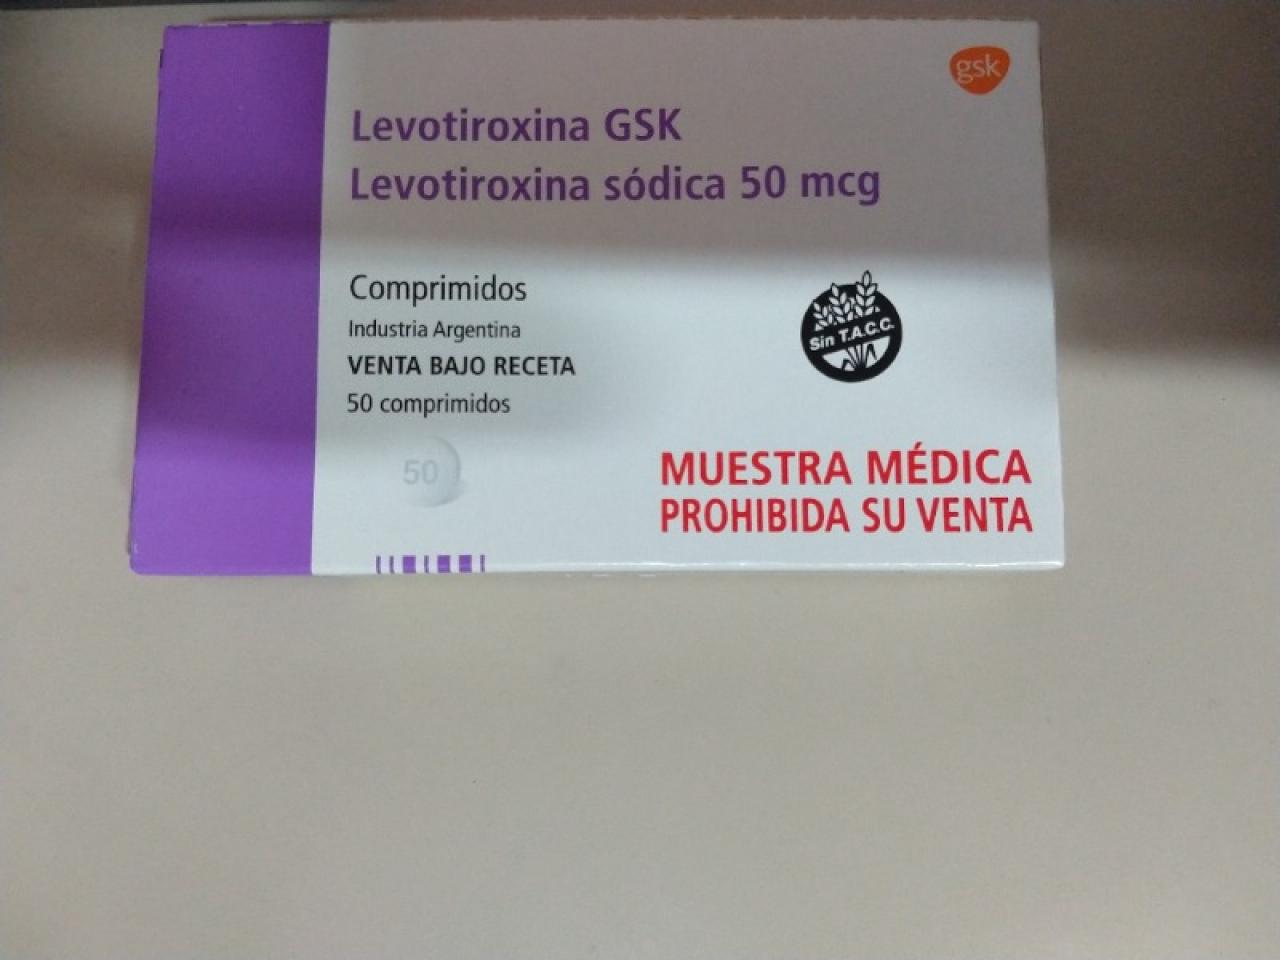 gsk
Levotiroxina GSK
Levotiroxina sódica 50 mcg
Comprimidos
Industria Argentina
VENTA BAJO RECETA
50 comprimidos
Sin T.A.C.C.
50
MUESTRA MÉDICA
PROHIBIDA SU VENTA